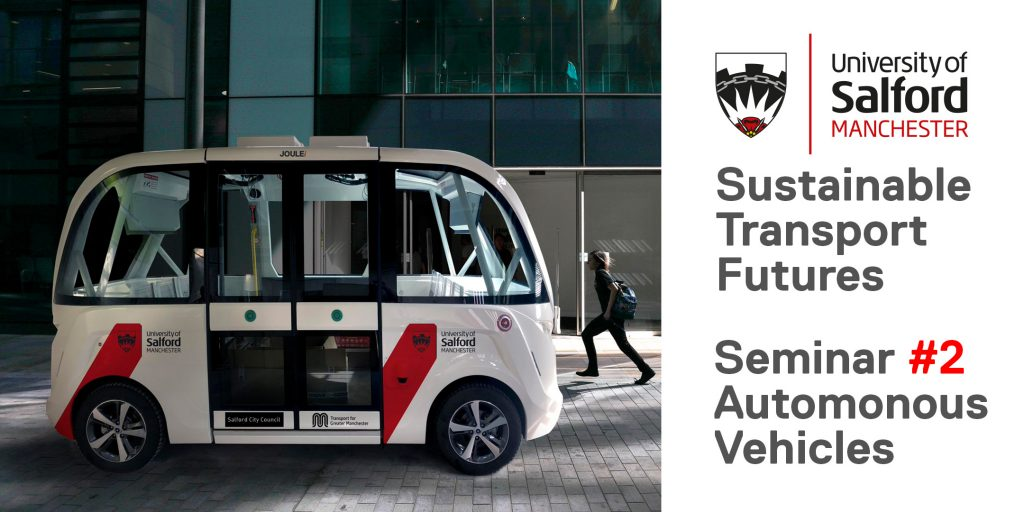 JOULE/
University of
Salford
MANCHESTER
University of
Salford
MANCHESTER
Salford City Council
Transport for
Greater Manchester
University of
Salford
MANCHESTER
Sustainable
Transport
Futures
Seminar #2
Automonous
Vehicles